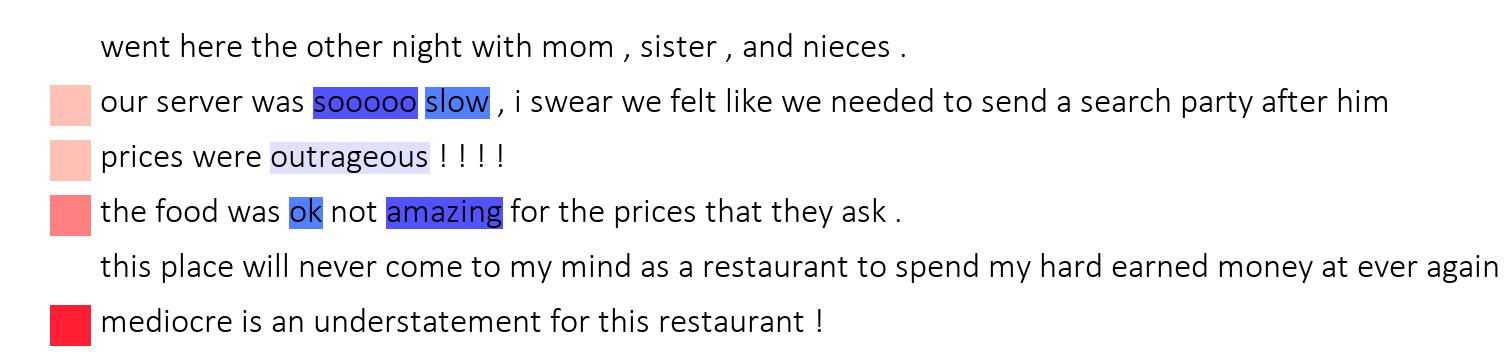 went here the other night with mom , sister , and nieces .
our server was sooooo slow , i swear we felt like we needed to send a search party after him
prices were outrageous ! ! ! !
the food was ok not amazing for the prices that they ask .
this place will never come to my mind as a restaurant to spend my hard earned money at ever again
mediocre is an understatement for this restaurant !